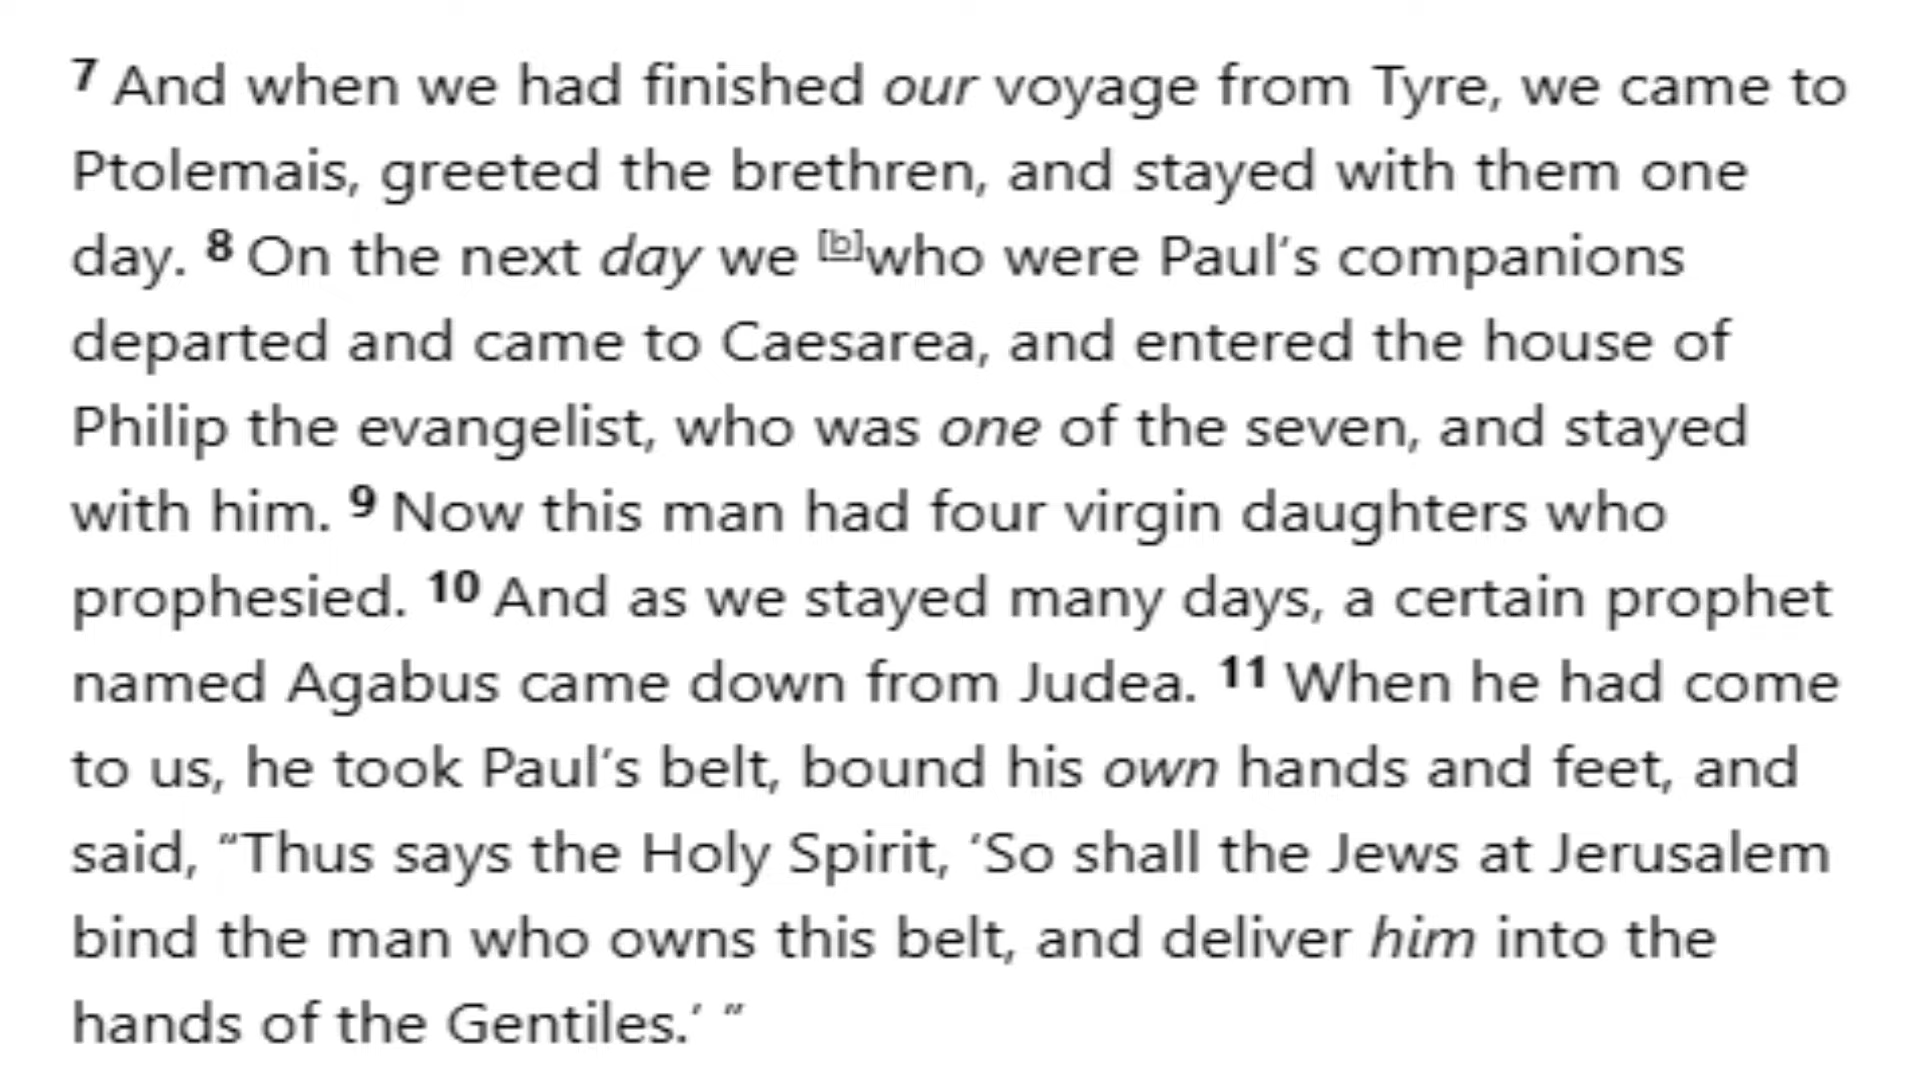 7 And when we had finished our voyage from Tyre, we came to
Ptolemais, greeted the brethren, and stayed with them one
day. 8 On the next day we [b]who were Paul’s companions
departed and came to Caesarea, and entered the house of
Philip the evangelist, who was one of the seven, and stayed
with him. 9 Now this man had four virgin daughters who
prophesied. 10 And as we stayed many days, a certain prophet
named Agabus came down from Judea. 11 When he had come
to us, he took Paul’s belt, bound his own hands and feet, and
said, “Thus says the Holy Spirit, ‘So shall the Jews at Jerusalem
bind the man who owns this belt, and deliver him into the
hands of the Gentiles.’ ”